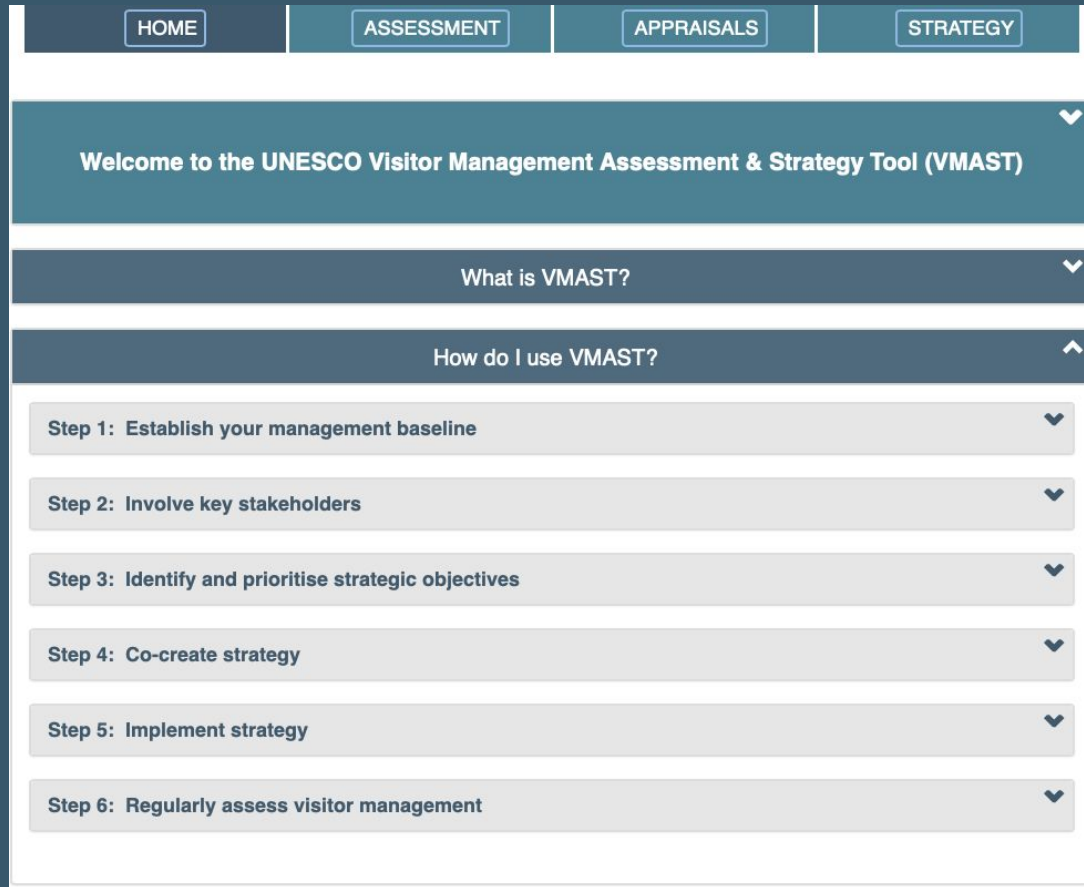 HOME
ASSESSMENT
APPRAISALS
STRATEGY
Welcome to the UNESCO Visitor Management Assessment & Strategy Tool (VMAST)
What is VMAST?
How do I use VMAST?
Step 1: Establish your management baseline
Step 2: Involve key stakeholders
Step 3: Identify and prioritise strategic objectives
Step 4: Co-create strategy
Step 5: Implement strategy
Step 6: Regularly assess visitor management